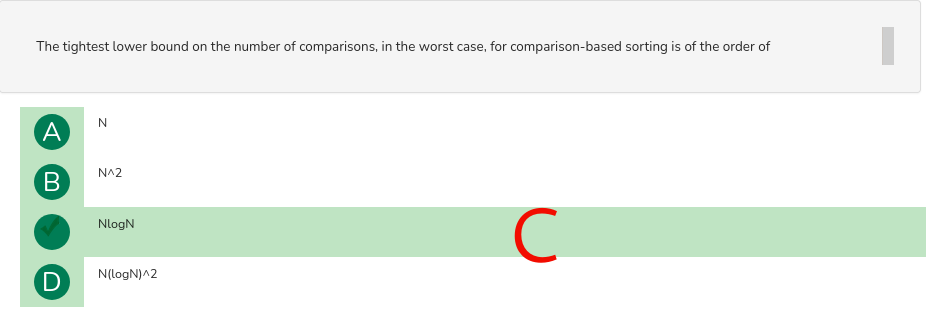 The tightest lower bound on the number of comparisons, in the worst case, for comparison-based sorting is of the order of
A N
B N^2
NlogN C
D N(logN)^2